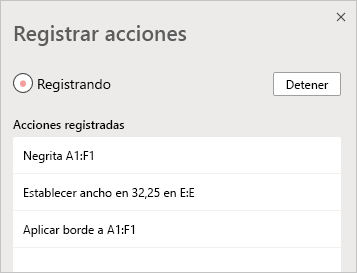 Registrar acciones
Registrando
Detener
Acciones registradas
Negrita A1:F1
Establecer ancho en 32,25 en E:E
Aplicar borde a A1:F1